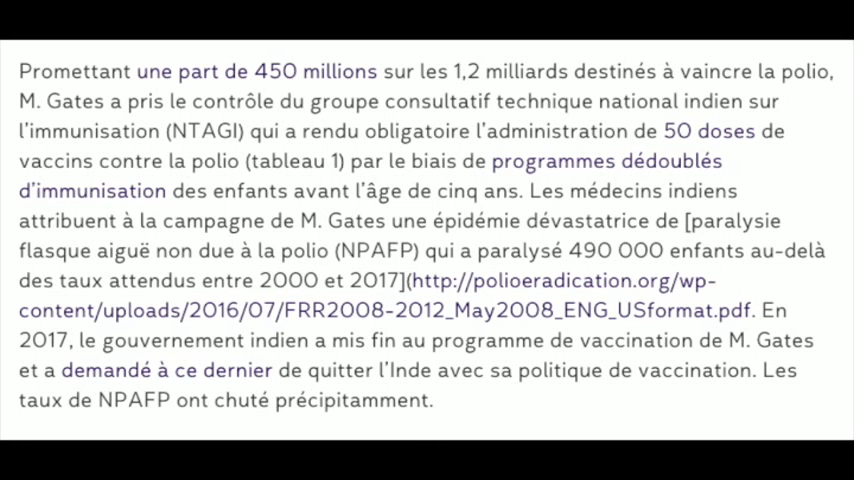 Promettant une part de 450 millions sur les 1,2 milliards destinés à vaincre la polio,
M. Gates a pris le contrôle du groupe consultatif technique national indien sur
l'immunisation (NTAGI) qui a rendu obligatoire l'administration de 50 doses de
vaccins contre la polio (tableau 1) par le biais de programmes dédoublés
d'immunisation des enfants avant l'âge de cinq ans. Les médecins indiens
attribuent à la campagne de M. Gates une épidémie dévastatrice de [paralysie
flasque aiguë non due à la polio (NPAFP) qui a paralysé 490 000 enfants au-delà
des taux attendus entre 2000 et 2017](http://polioeradication.org/wp-
content/uploads/2016/07/FRR2008-2012_May2008_ENG_USformat.pdf. En
2017, le gouvernement indien a mis fin au programme de vaccination de M. Gates
et a demandé à ce dernier de quitter l'Inde avec sa politique de vaccination. Les
taux de NPAFP ont chuté précipitamment.